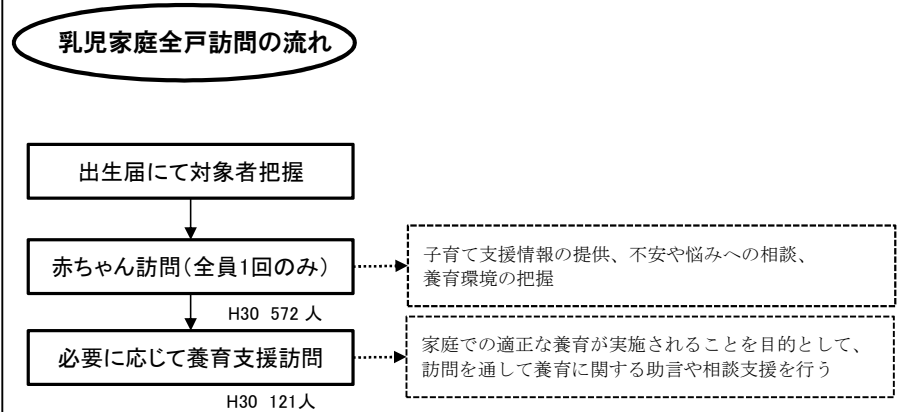 乳児家庭全戸訪問の流れ
出生届にて対象者把握
赤ちゃん訪問(全員1回のみ)
子育て支援情報の提供、不安や悩みへの相談、
養育環境の把握
H30 572 人
必要に応じて養育支援訪問
家庭での適正な養育が実施されることを目的として、
訪問を通して養育に関する助言や相談支援を行う
H30 121人